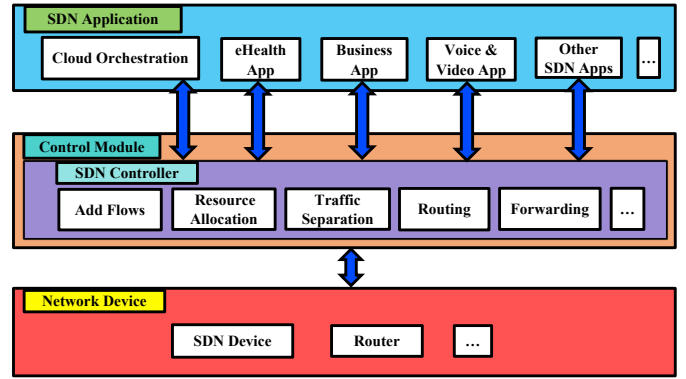 SDN Application
Cloud Orchestration
eHealth
App
Business
App
Voice &
Video App
Other
SDN Apps
...
Control Module
SDN Controller
Add Flows
Resource
Allocation
Traffic
Separation
Routing
Forwarding
...
Network Device
SDN Device
Router
...